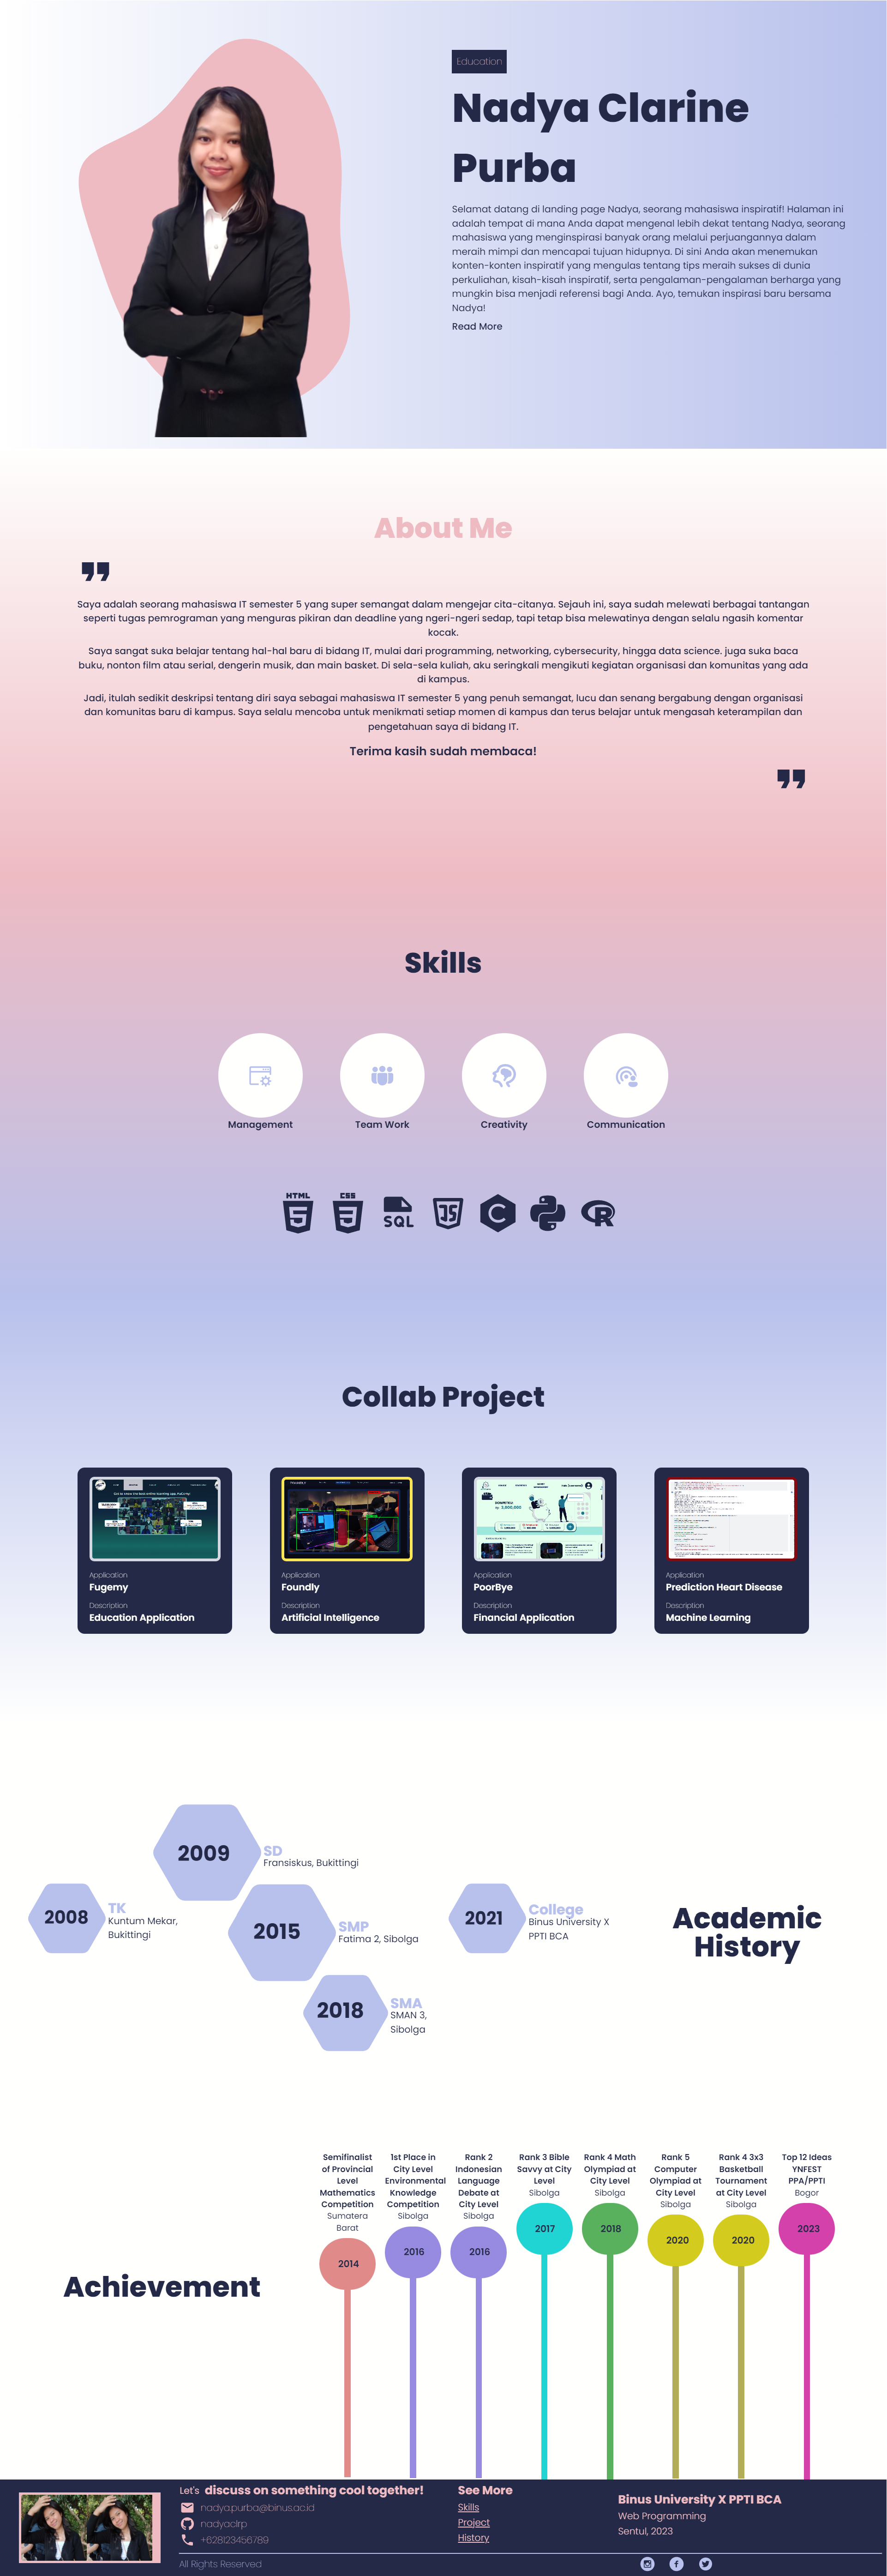 Education
Nadya Clarine
Purba
Selamat datang di landing page Nadya, seorang mahasiswa inspiratif! Halaman ini
adalah tempat di mana Anda dapat mengenal lebih dekat tentang Nadya, seorang
mahasiswa yang menginspirasi banyak orang melalui perjuangannya dalam
meraih mimpi dan mencapai tujuan hidupnya. Di sini Anda akan menemukan
konten-konten inspiratif yang mengulas tentang tips meraih sukses di dunia
perkuliahan, kisah-kisah inspiratif, serta pengalaman-pengalaman berharga yang
mungkin bisa menjadi referensi bagi Anda. Ayo, temukan inspirasi baru bersama
Nadya!
Read More
About Me
Saya adalah seorang mahasiswa IT semester 5 yang super semangat dalam mengejar cita-citanya. Sejauh ini, saya sudah melewati berbagai tantangan
seperti tugas pemrograman yang menguras pikiran dan deadline yang ngeri-ngeri sedap, tapi tetap bisa melewatinya dengan selalu ngasih komentar
kocak.
Saya sangat suka belajar tentang hal-hal baru di bidang IT, mulai dari programming, networking, cybersecurity, hingga data science. juga suka baca
buku, nonton film atau serial, dengerin musik, dan main basket. Di sela-sela kuliah, aku seringkali mengikuti kegiatan organisasi dan komunitas yang ada
di kampus.
Jadi, itulah sedikit deskripsi tentang diri saya sebagai mahasiswa IT semester 5 yang penuh semangat, lucu dan senang bergabung dengan organisasi
dan komunitas baru di kampus. Saya selalu mencoba untuk menikmati setiap momen di kampus dan terus belajar untuk mengasah keterampilan dan
pengetahuan saya di bidang IT.
Terima kasih sudah membaca!
Skills
Management
Team Work
Creativity
Communication
HTML 5
CSS 3
SQL
JS
C
R
Collab Project
Application
Fugemy
Description
Education Application
Application
Foundly
Description
Artificial Intelligence
Application
PoorBye
Description
Financial Application
Application
Prediction Heart Disease
Description
Machine Learning
2009
SD
Fransiskus, Bukittingi
2008
TK
Kuntum Mekar,
Bukittingi
2015
SMP
Fatima 2, Sibolga
2018
SMA
SMAN 3,
Sibolga
2021
College
Binus University X
PPTI BCA
Academic
History
Achievement
Semifinalist
of Provincial
Level
Mathematics
Competition
Sumatera
Barat
2014
1st Place in
City Level
Environmental
Knowledge
Competition
Sibolga
2016
Rank 2
Indonesian
Language
Debate at
City Level
Sibolga
2016
Rank 3 Bible
Savvy at City
Level
Sibolga
2017
Rank 4 Math
Olympiad at
City Level
Sibolga
2018
Rank 5
Computer
Olympiad at
City Level
Sibolga
2020
Rank 4 3x3
Basketball
Tournament
at City Level
Sibolga
2020
Top 12 Ideas
YNFEST
PPA/PPTI
Bogor
2023
Let's discuss on something cool together!
nadya.purba@binus.ac.id
nadyaclrp
+628123456789
See More
Skills
Project
History
Binus University X PPTI BCA
Web Programming
Sentul, 2023
All Rights Reserved